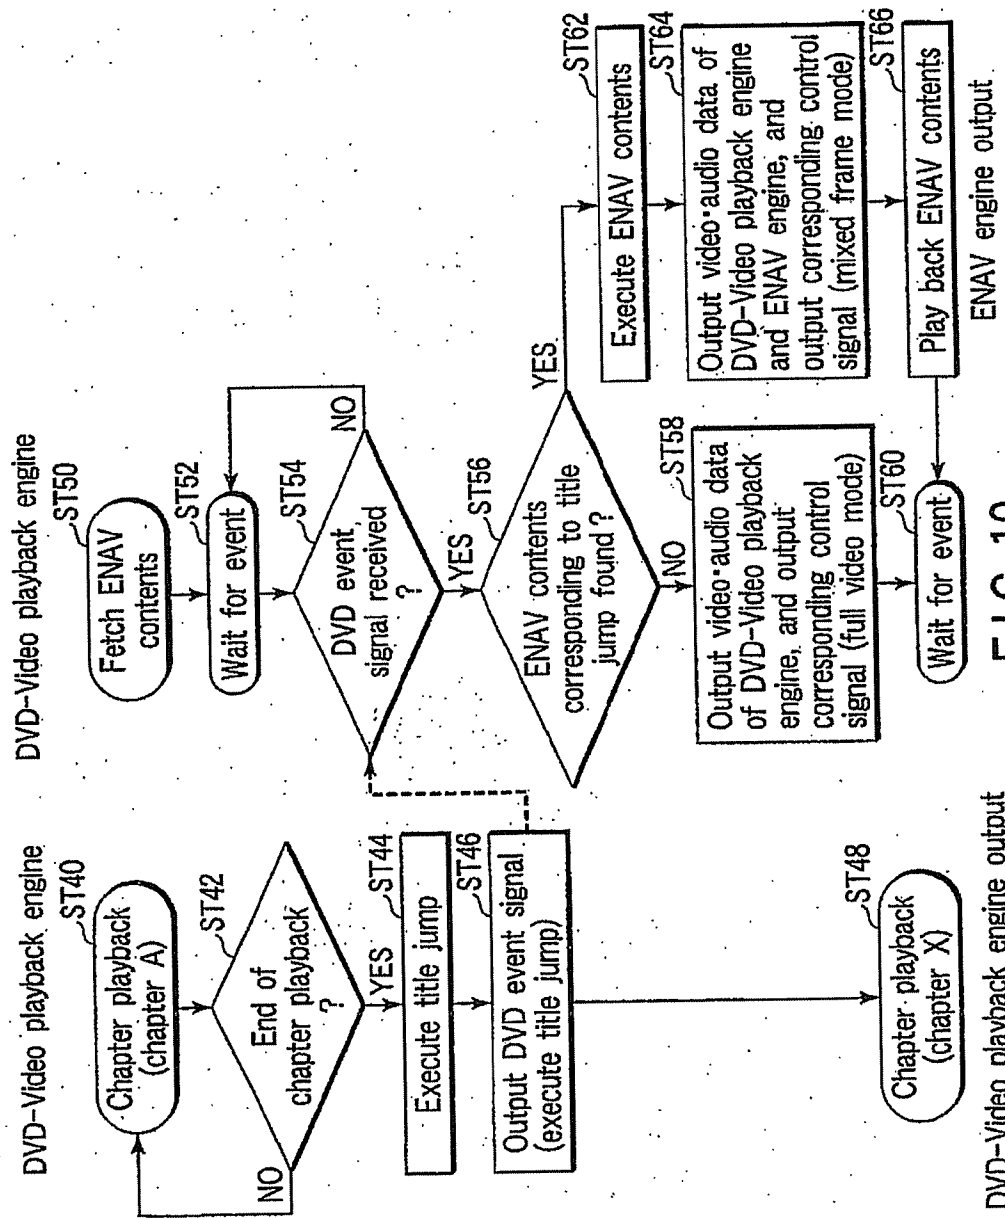 DVD-Video playback engine
ST40
Chapter playback
(chapter A)
ST42
End of
chapter playback
?
NO
YES
ST44
Execute title jump
ST46
Output DVD event signal
(execute title jump)
ST48
Chapter playback
(chapter X)
DVD-Video playback engine output
DVD-Video playback engine
ST50
Fetch ENAV
contents
ST52
Wait for event
ST54
DVD event
signal received
?
NO
YES
ST56
ENAV contents
corresponding to title
jump found ?
YES
NO
ST58
Output video·audio data
of DVD-Video playback
engine, and output
corresponding control
signal (full video mode)
ST60
Wait for event
ST62
Execute ENAV contents
ST64
Output video·audio data of
DVD-Video playback engine
and ENAV engine, and
output corresponding control
signal (mixed frame mode)
ST66
Play back ENAV contents
ENAV engine output